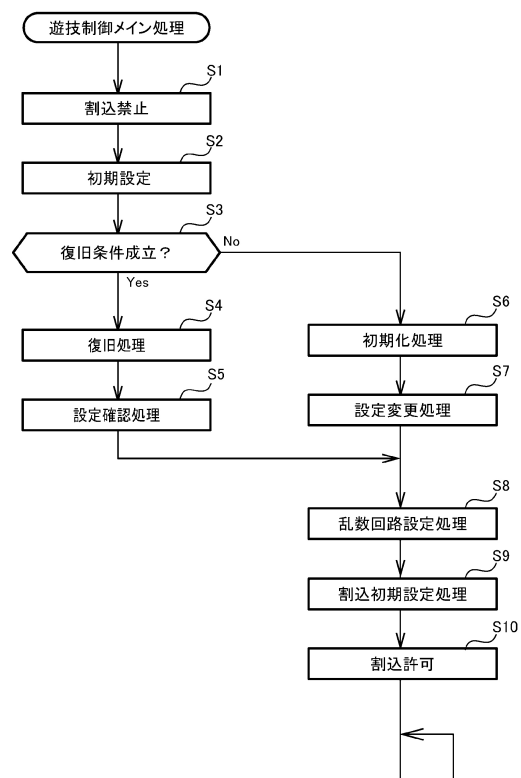 遊技制御メイン処理
S1
割込禁止
S2
初期設定
S3
復旧条件成立？
No
Yes
S4
復旧処理
S5
設定確認処理
S6
初期化処理
S7
設定変更処理
S8
乱数回路設定処理
S9
割込初期設定処理
S10
割込許可